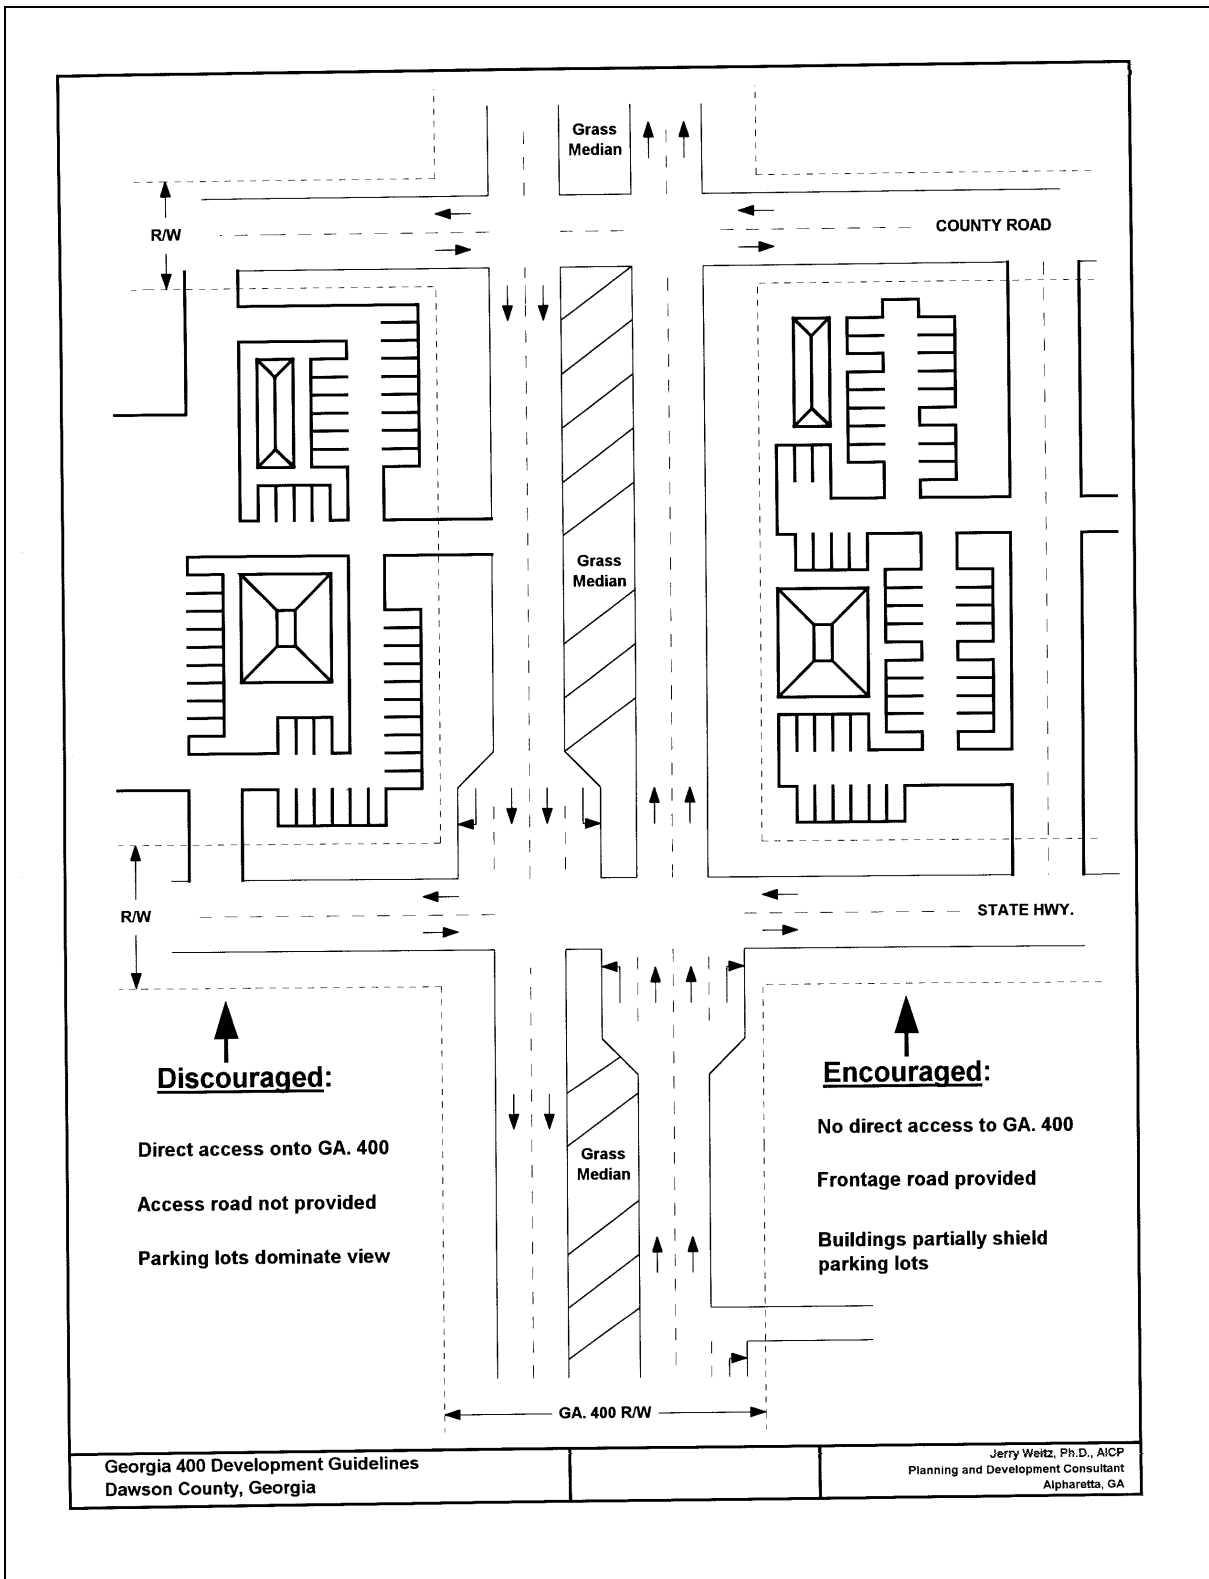 Grass
Median
R/W
COUNTY ROAD
Grass
Median
R/W
STATE HWY.
Discouraged:
Direct access onto GA. 400
Access road not provided
Parking lots dominate view
Encouraged:
No direct access to GA. 400
Frontage road provided
Buildings partially shield
parking lots
Grass
Median
GA. 400 R/W
Georgia 400 Development Guidelines
Dawson County, Georgia
Jerry Weitz, Ph.D., AICP
Planning and Development Consultant
Alpharetta, GA